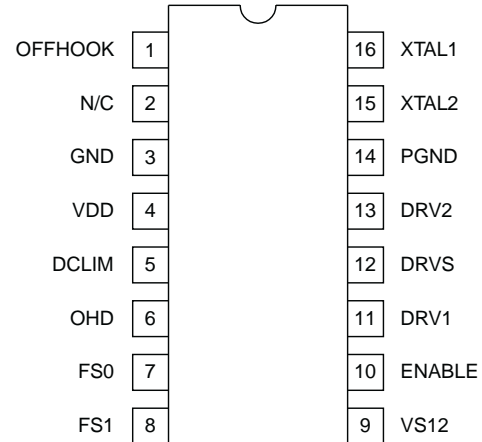 OFFHOOK 1 16 XTAL1
N/C 2 15 XTAL2
GND 3 14 PGND
VDD 4 13 DRV2
DCLIM 5 12 DRVS
OHD 6 11 DRV1
FS0 7 10 ENABLE
FS1 8 9 VS12